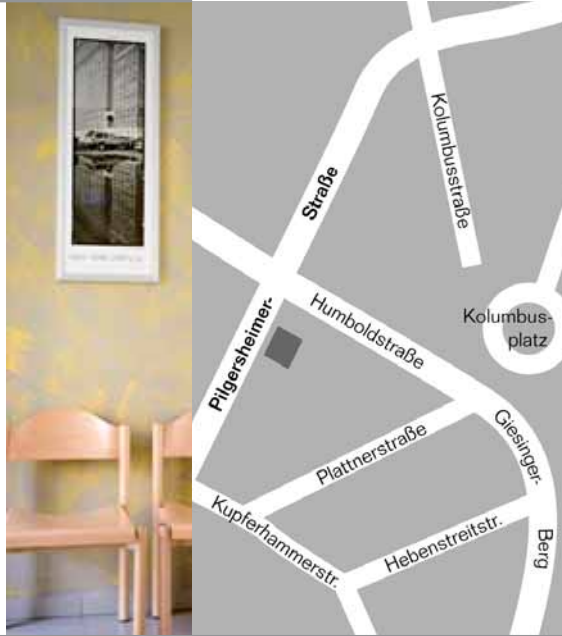 Kolumbusstraße
Pilgersheimer-
Straße
Humboldstraße
Kolumbus-
platz
Plattnerstraße
Giesinger-
Berg
Kupferhammerstr.
Hebenstreitstr.